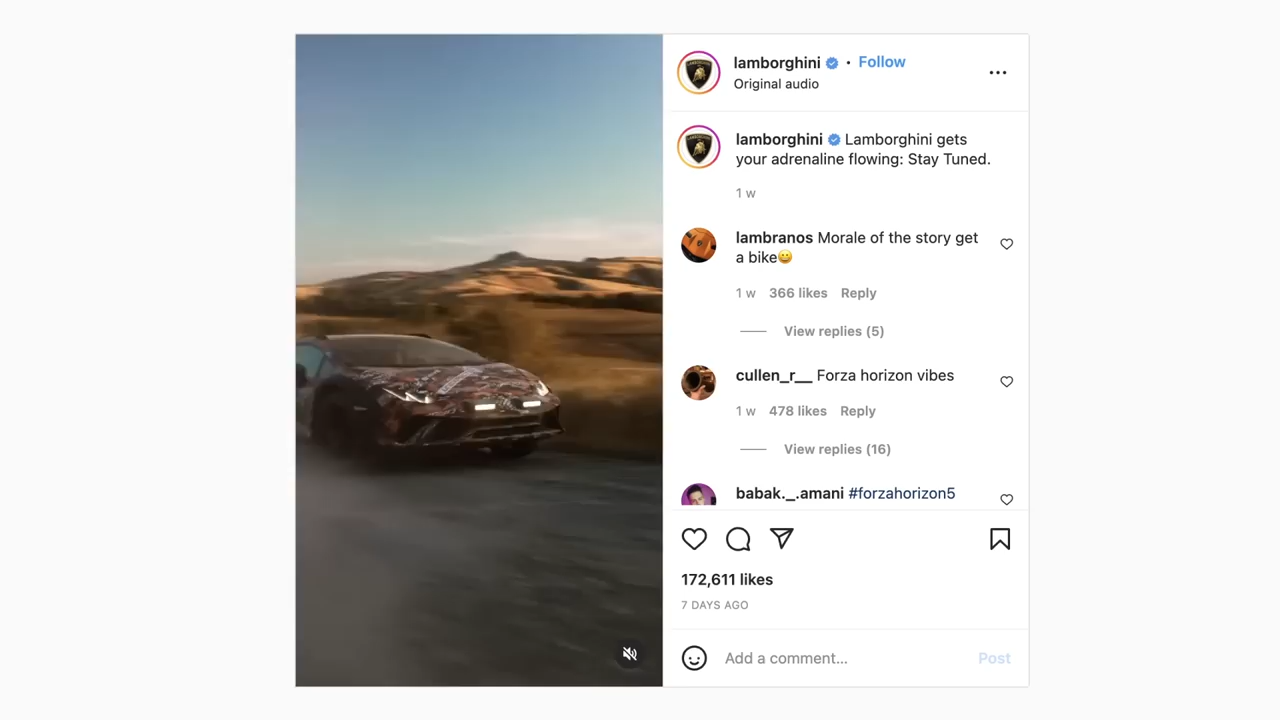 lamborghini • Follow
Original audio
lamborghini Lamborghini gets
your adrenaline flowing: Stay Tuned.
1 w
lambranos Morale of the story get
a bike😀
1 w 366 likes Reply
View replies (5)
cullen_r__ Forza horizon vibes
1 w 478 likes Reply
View replies (16)
babak._.amani #forzahorizon5
172,611 likes
7 DAYS AGO
Add a comment...
Post